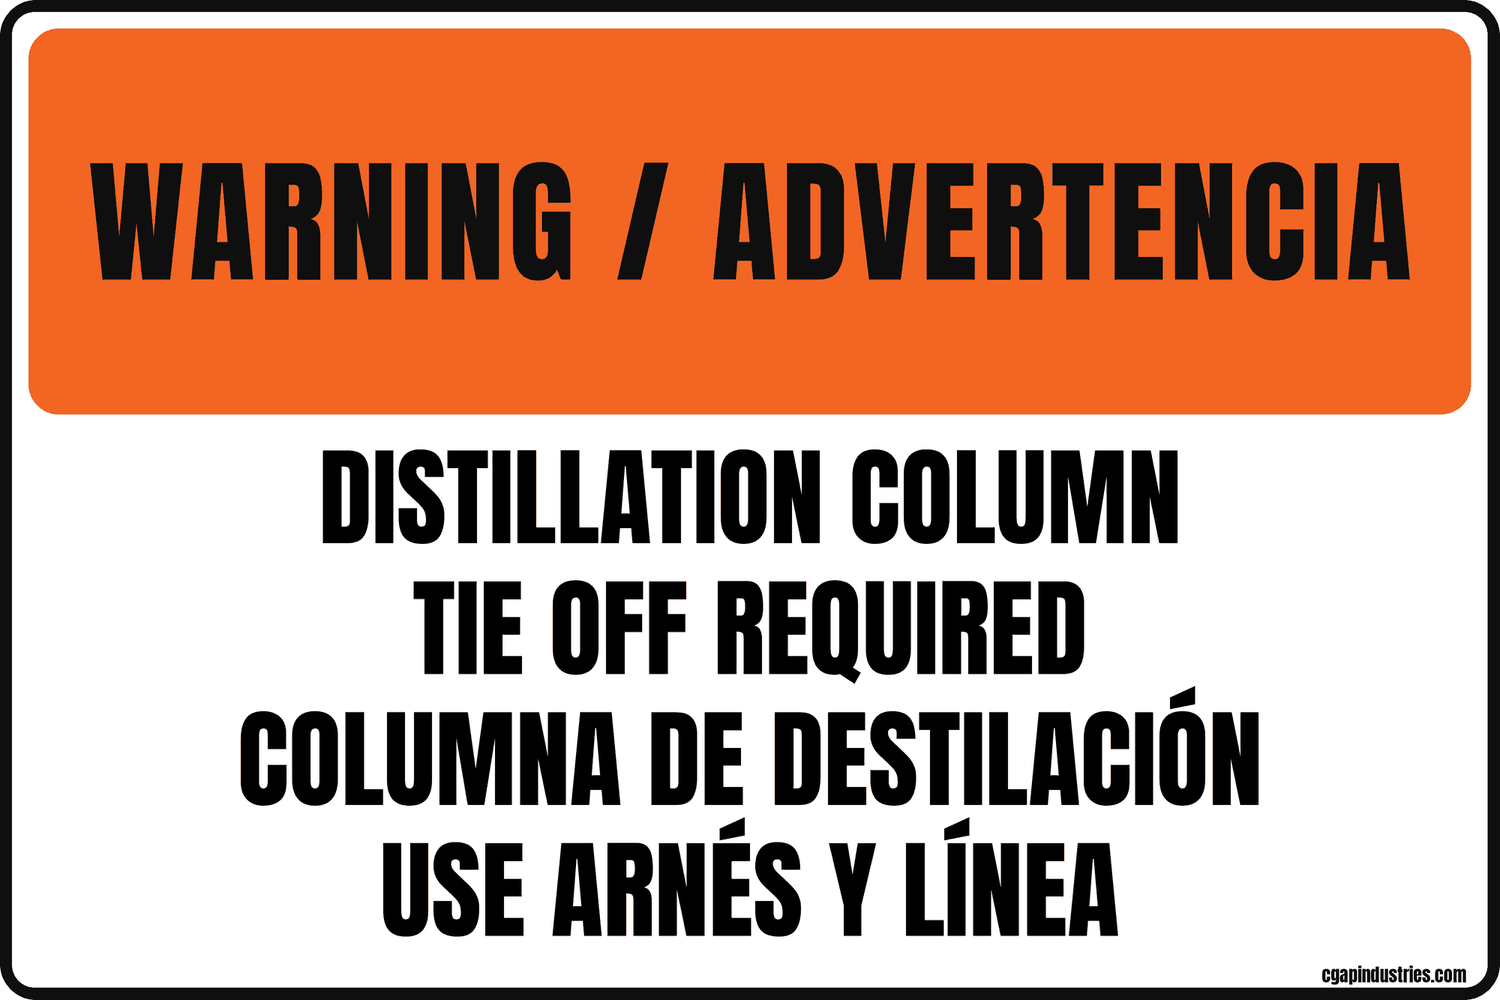 WARNING / ADVERTENCIA
DISTILLATION COLUMN
TIE OFF REQUIRED
COLUMNA DE DESTILACIÓN
USE ARNÉS Y LÍNEA
cgapindustries.com